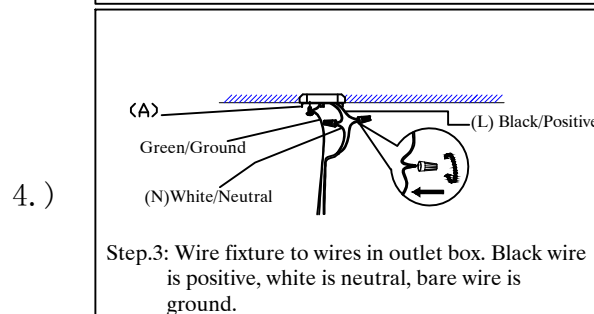 (A)
(L) Black/Positive
Green/Ground
(N)White/Neutral
4.)
Step.3: Wire fixture to wires in outlet box. Black wire
is positive, white is neutral, bare wire is
ground.